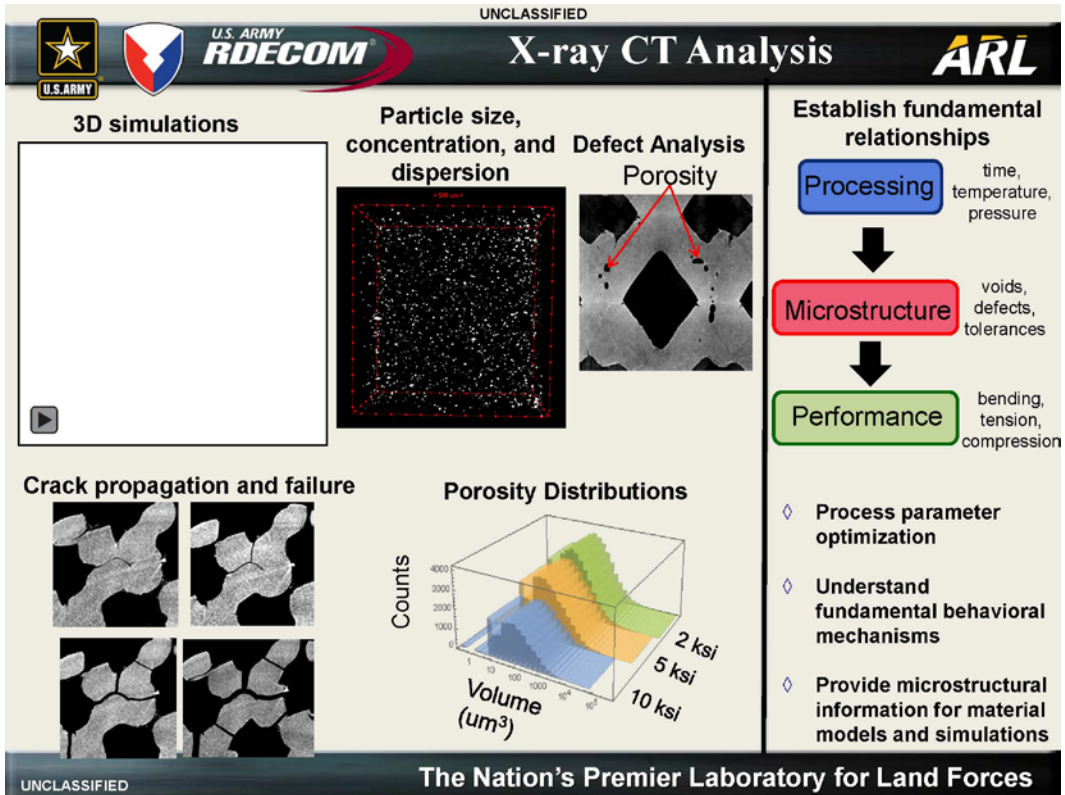 UNCLASSIFIED
U.S. ARMY
U.S. ARMY
RDECOM®
X-ray CT Analysis
ARL
3D simulations
Particle size,
concentration, and
dispersion
Defect Analysis
Porosity
Crack propagation and failure
Porosity Distributions
Counts
4000
3000
2000
1000
0
1
10
100
1000
10⁴
10⁵
Volume
(um³)
2 ksi
5 ksi
10 ksi
Establish fundamental
relationships
Processing
time,
temperature,
pressure
Microstructure
voids,
defects,
tolerances
Performance
bending,
tension,
compression
◊ Process parameter
optimization
◊ Understand
fundamental behavioral
mechanisms
◊ Provide microstructural
information for material
models and simulations
UNCLASSIFIED
The Nation's Premier Laboratory for Land Forces